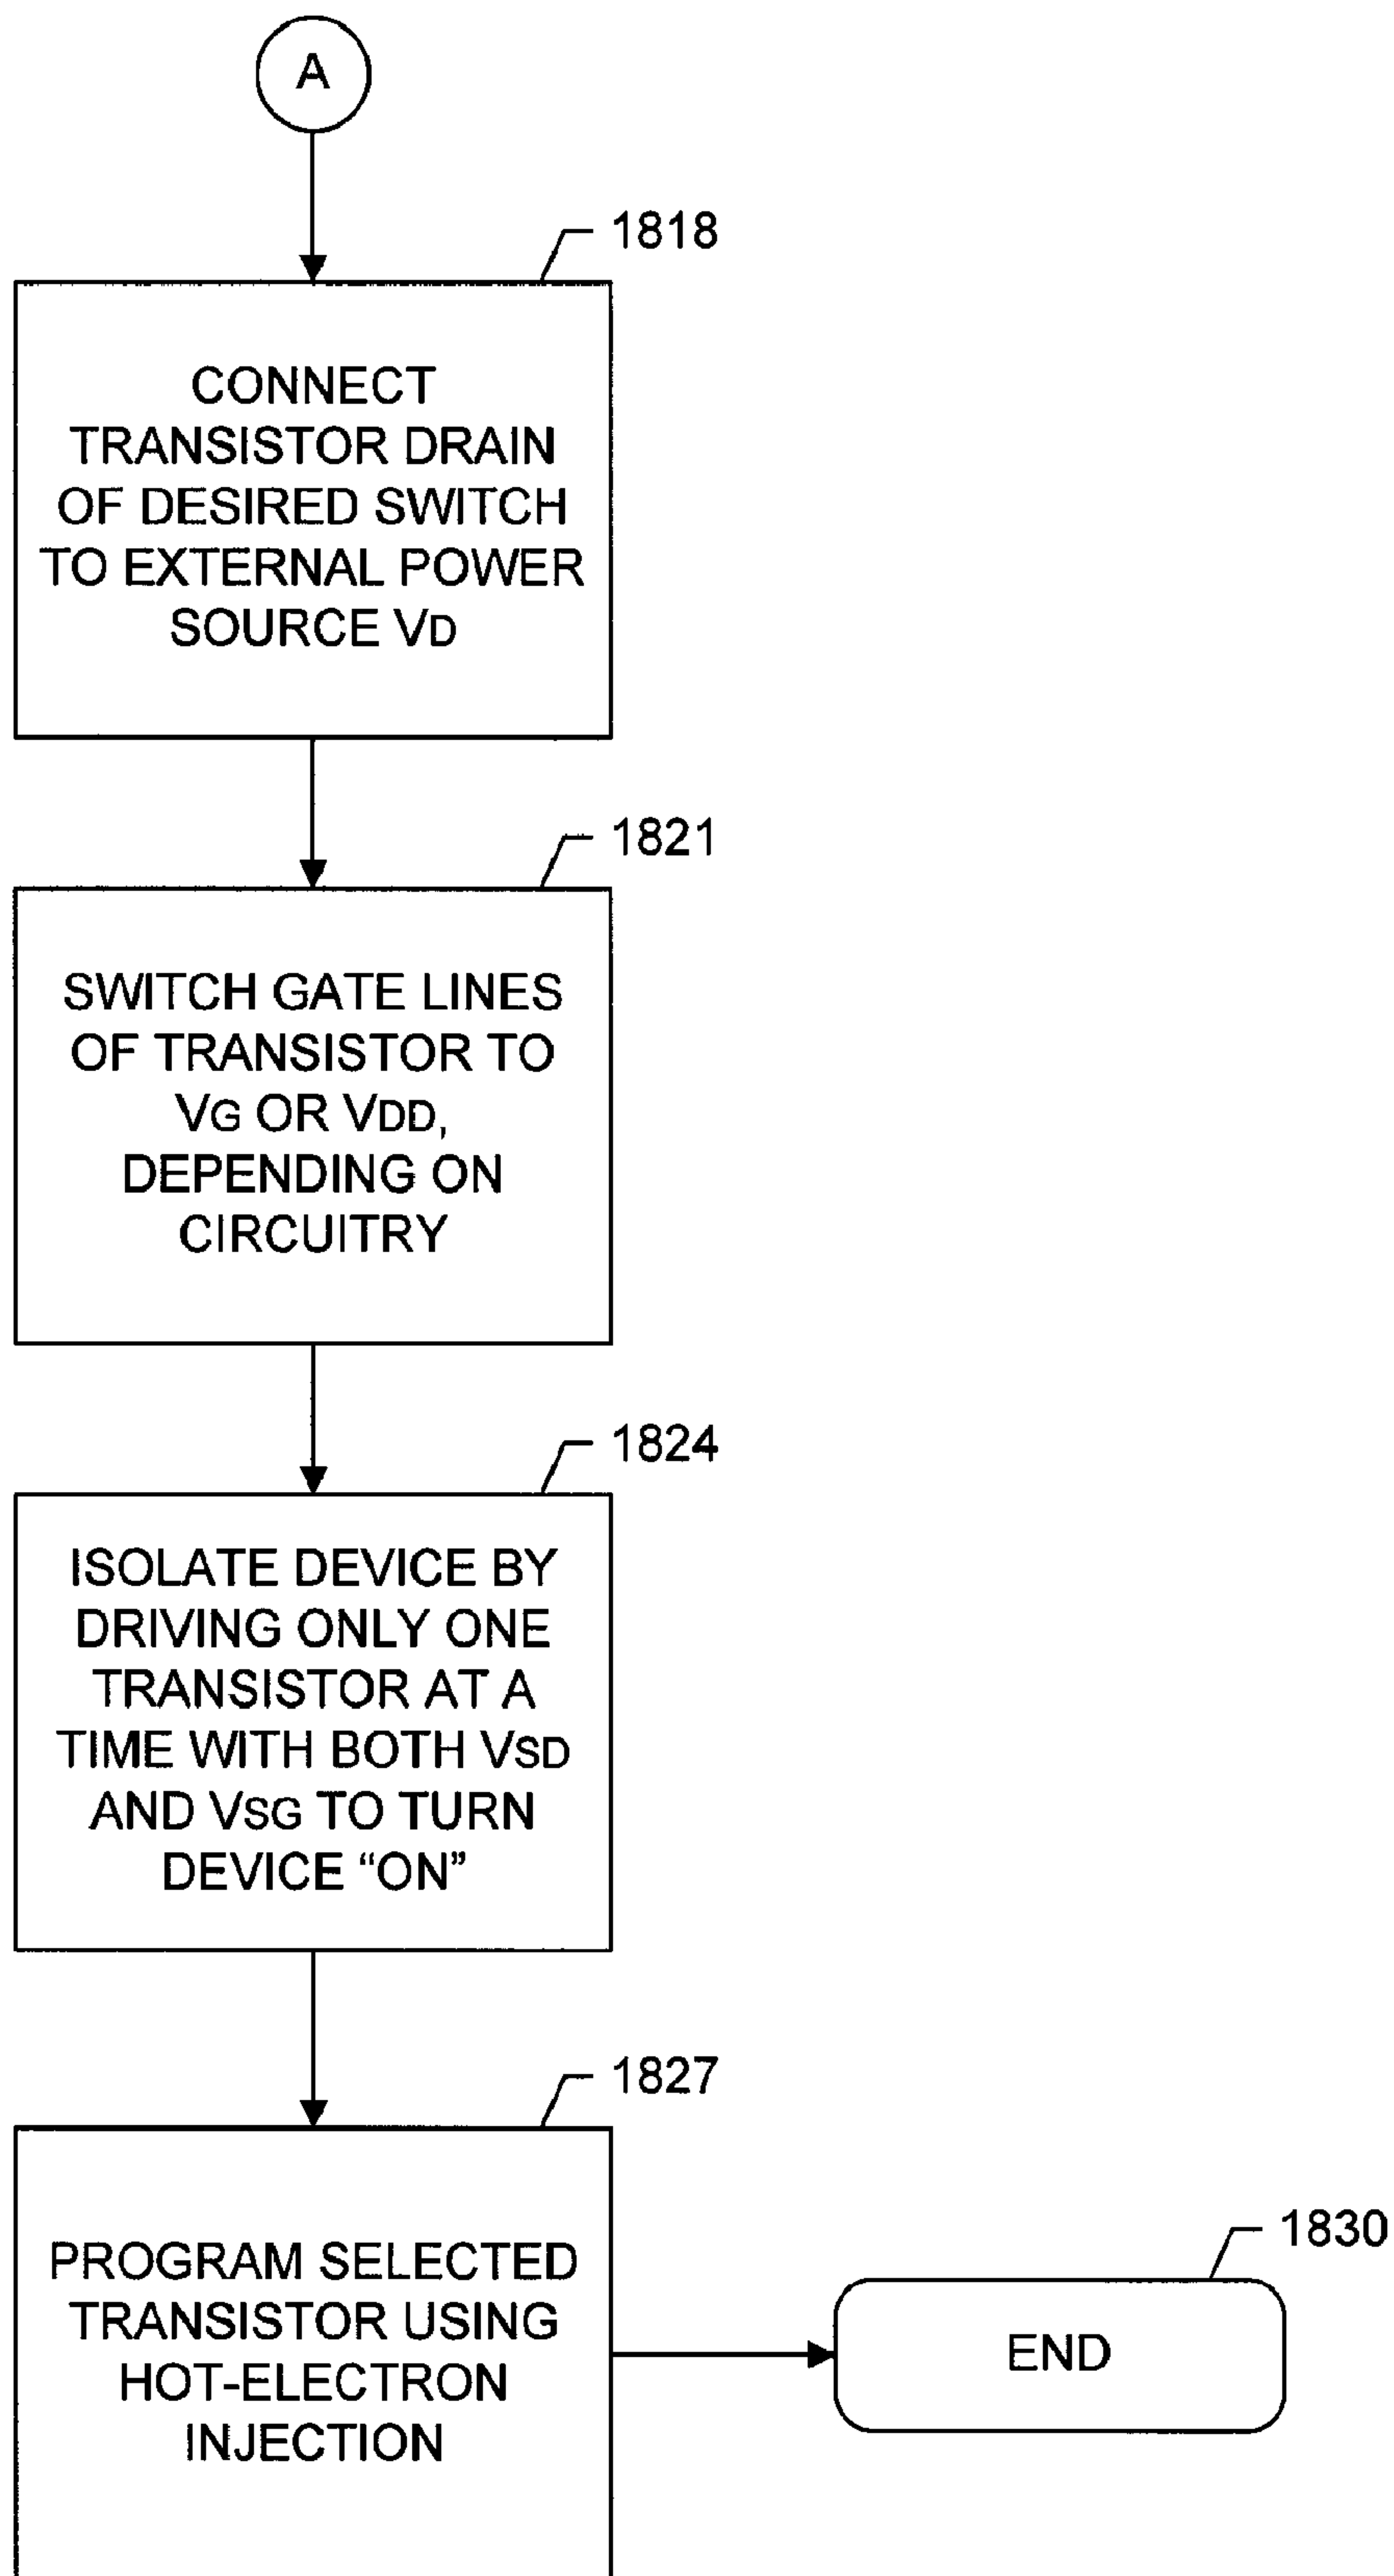 A
1818
CONNECT
TRANSISTOR DRAIN
OF DESIRED SWITCH
TO EXTERNAL POWER
SOURCE VD
1821
SWITCH GATE LINES
OF TRANSISTOR TO
VG OR VDD,
DEPENDING ON
CIRCUITRY
1824
ISOLATE DEVICE BY
DRIVING ONLY ONE
TRANSISTOR AT A
TIME WITH BOTH VSD
AND VSG TO TURN
DEVICE “ON”
1827
PROGRAM SELECTED
TRANSISTOR USING
HOT-ELECTRON
INJECTION
1830
END